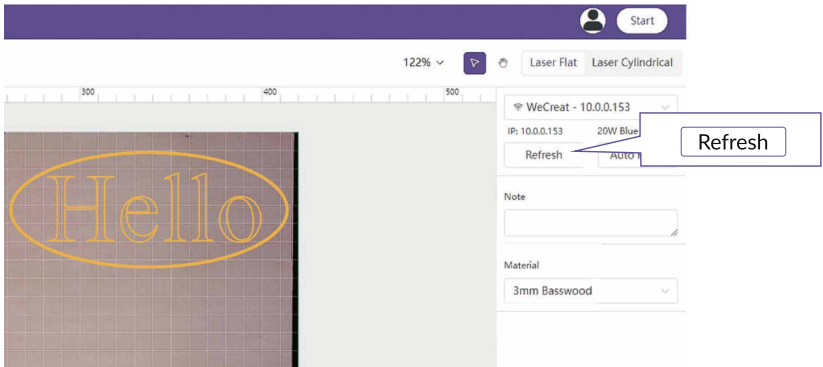 Start
122%
Laser Flat Laser Cylindrical
300 400 500
WeCreat - 10.0.0.153
IP: 10.0.0.153 20W Blue
Refresh
Refresh Auto
Hello
Note
Material
3mm Basswood